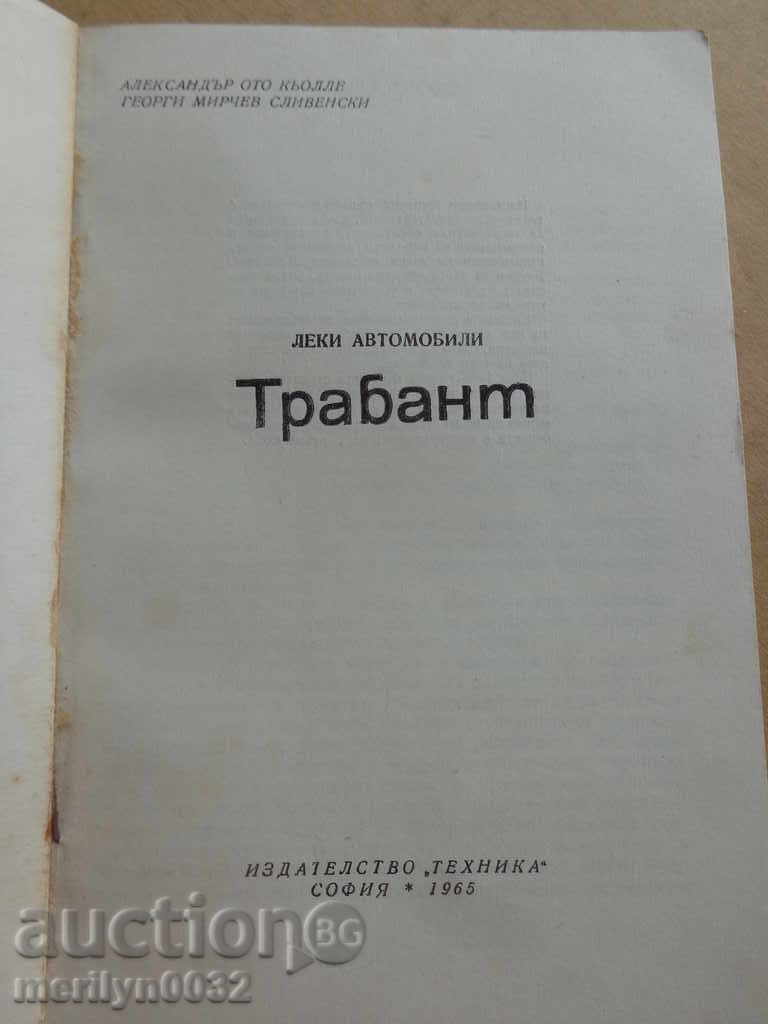 АЛЕКСАНДЪР ОТО КЬОЛЛЕ
ГЕОРГИ МИРЧЕВ СЛИВЕНСКИ
ЛЕКИ АВТОМОБИЛИ
Трабант
ИЗДАТЕЛСТВО „ТЕХНИКА“
СОФИЯ * 1965
auction BG
merilyn0032